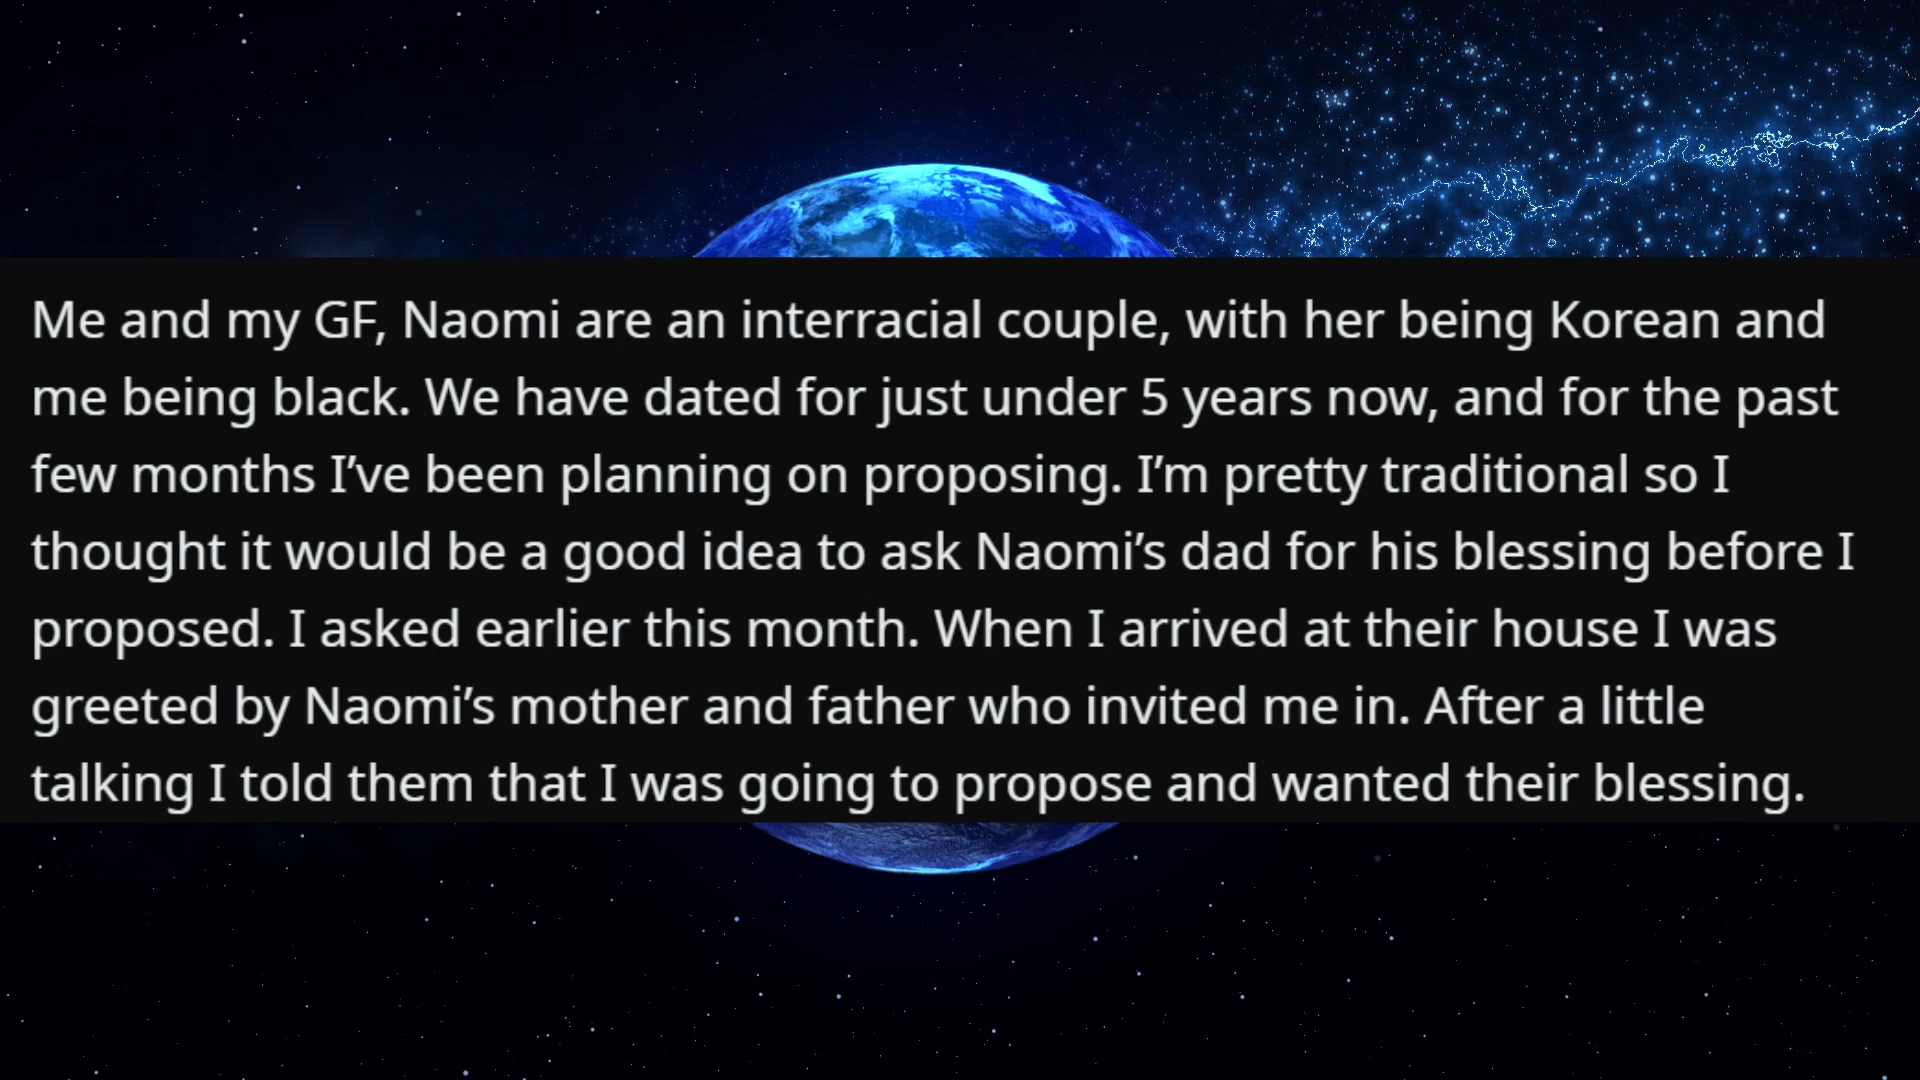 Me and my GF, Naomi are an interracial couple, with her being Korean and
me being black. We have dated for just under 5 years now, and for the past
few months I’ve been planning on proposing. I’m pretty traditional so I
thought it would be a good idea to ask Naomi’s dad for his blessing before I
proposed. I asked earlier this month. When I arrived at their house I was
greeted by Naomi’s mother and father who invited me in. After a little
talking I told them that I was going to propose and wanted their blessing.